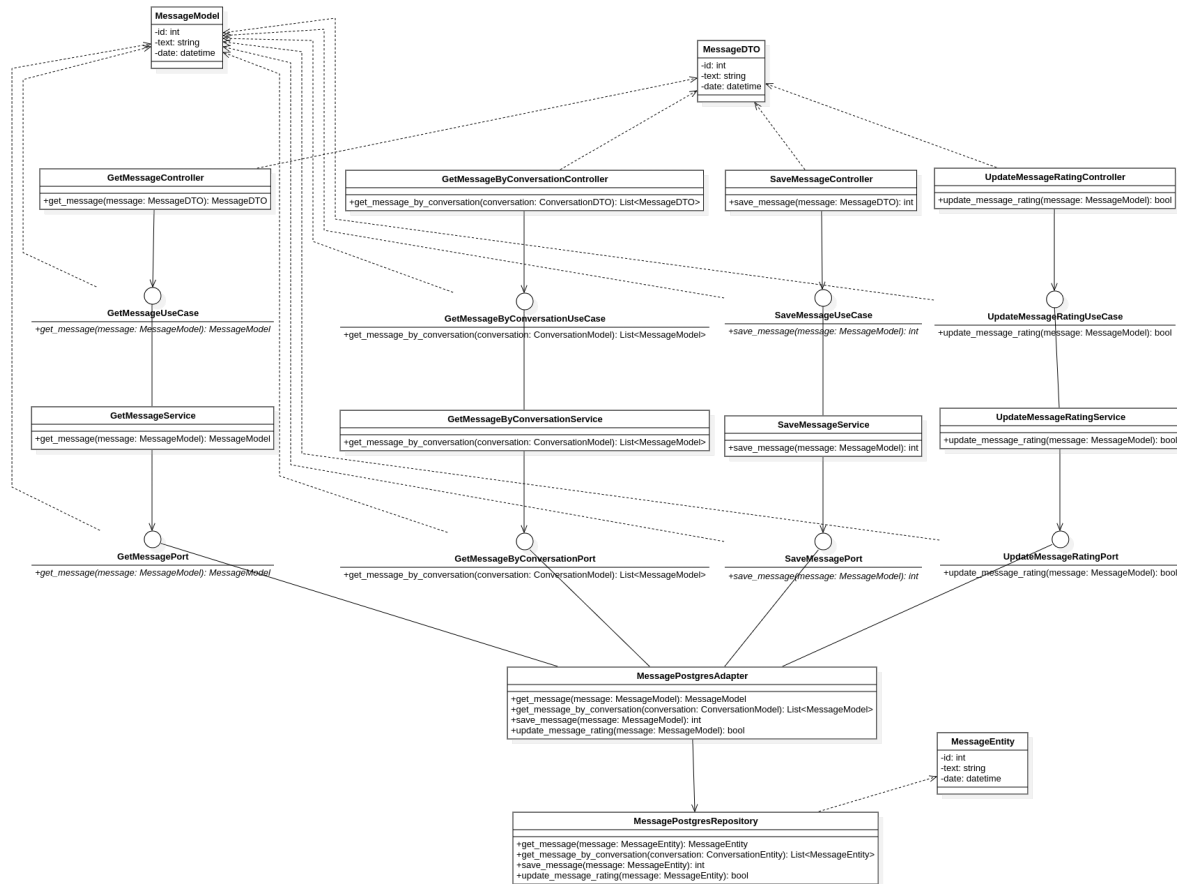 MessageModel
-id: int
-text: string
-date: datetime
MessageDTO
-id: int
-text: string
-date: datetime
GetMessageController
+get_message(message: MessageDTO): MessageDTO
GetMessageByConversationController
+get_message_by_conversation(conversation: ConversationDTO): List<MessageDTO>
SaveMessageController
+save_message(message: MessageDTO): int
UpdateMessageRatingController
+update_message_rating(message: MessageModel): bool
GetMessageUseCase
+get_message(message: MessageModel): MessageModel
GetMessageByConversationUseCase
+get_message_by_conversation(conversation: ConversationModel): List<MessageModel>
SaveMessageUseCase
+save_message(message: MessageModel): int
UpdateMessageRatingUseCase
+update_message_rating(message: MessageModel): bool
GetMessageService
+get_message(message: MessageModel): MessageModel
GetMessageByConversationService
+get_message_by_conversation(conversation: ConversationModel): List<MessageModel>
SaveMessageService
+save_message(message: MessageModel): int
UpdateMessageRatingService
+update_message_rating(message: MessageModel): bool
GetMessagePort
+get_message(message: MessageModel): MessageModel
GetMessageByConversationPort
+get_message_by_conversation(conversation: ConversationModel): List<MessageModel>
SaveMessagePort
+save_message(message: MessageModel): int
UpdateMessageRatingPort
+update_message_rating(message: MessageModel): bool
MessagePostgresAdapter
+get_message(message: MessageModel): MessageModel
+get_message_by_conversation(conversation: ConversationModel): List<MessageModel>
+save_message(message: MessageModel): int
+update_message_rating(message: MessageModel): bool
MessageEntity
-id: int
-text: string
-date: datetime
MessagePostgresRepository
+get_message(message: MessageEntity): MessageEntity
+get_message_by_conversation(conversation: ConversationEntity): List<MessageEntity>
+save_message(message: MessageEntity): int
+update_message_rating(message: MessageEntity): bool